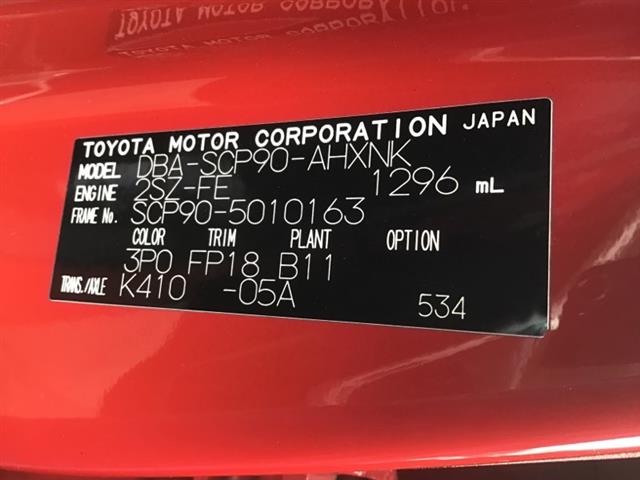 TOYOTA MOTOR CORPORATION JAPAN
MODEL DBA-SCP90-AHXNK
ENGINE 2SZ-FE 1296 mL
FRAME No. SCP90-5010163
COLOR TRIM PLANT OPTION
3P0 FP18 B11
TRANS./AXLE K410 -05A
534